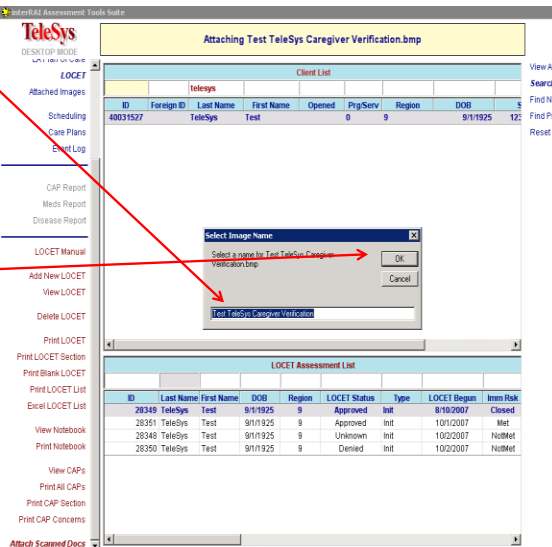 interRAI Assessment Tools Suite
TeleSys
DESKTOP MODE
Attaching Test TeleSys Caregiver Verification.bmp
LOCET
Attached Images
Scheduling
Care Plans
Event Log
CAP Report
Meds Report
Disease Report
LOCET Manual
Add New LOCET
View LOCET
Delete LOCET
Print LOCET
Print LOCET Section
Print Blank LOCET
Print LOCET List
Excel LOCET List
View Notebook
Print Notebook
View CAPs
Print All CAPs
Print CAP Section
Print CAP Concerns
Attach Scanned Docs
Client List
telesys
ID Foreign ID Last Name First Name Opened Prg/Serv Region DOB S
40031527 TeleSys Test 0 9 9/1/1925 123
View A
Search
Find N
Find P
Reset
Select Image Name
Select a name for Test TeleSys Caregiver
Verification.bmp
OK
Cancel
Test TeleSys Caregiver Verification
LOCET Assessment List
ID Last Name First Name DOB Region LOCET Status Type LOCET Begun Imm Rsk
28349 TeleSys Test 9/1/1925 9 Approved Init 8/10/2007 Closed
28351 TeleSys Test 9/1/1925 9 Approved Init 10/1/2007 Met
28348 TeleSys Test 9/1/1925 9 Unknown Init 10/2/2007 NotMet
28350 TeleSys Test 9/1/1925 9 Denied Init 10/2/2007 NotMet